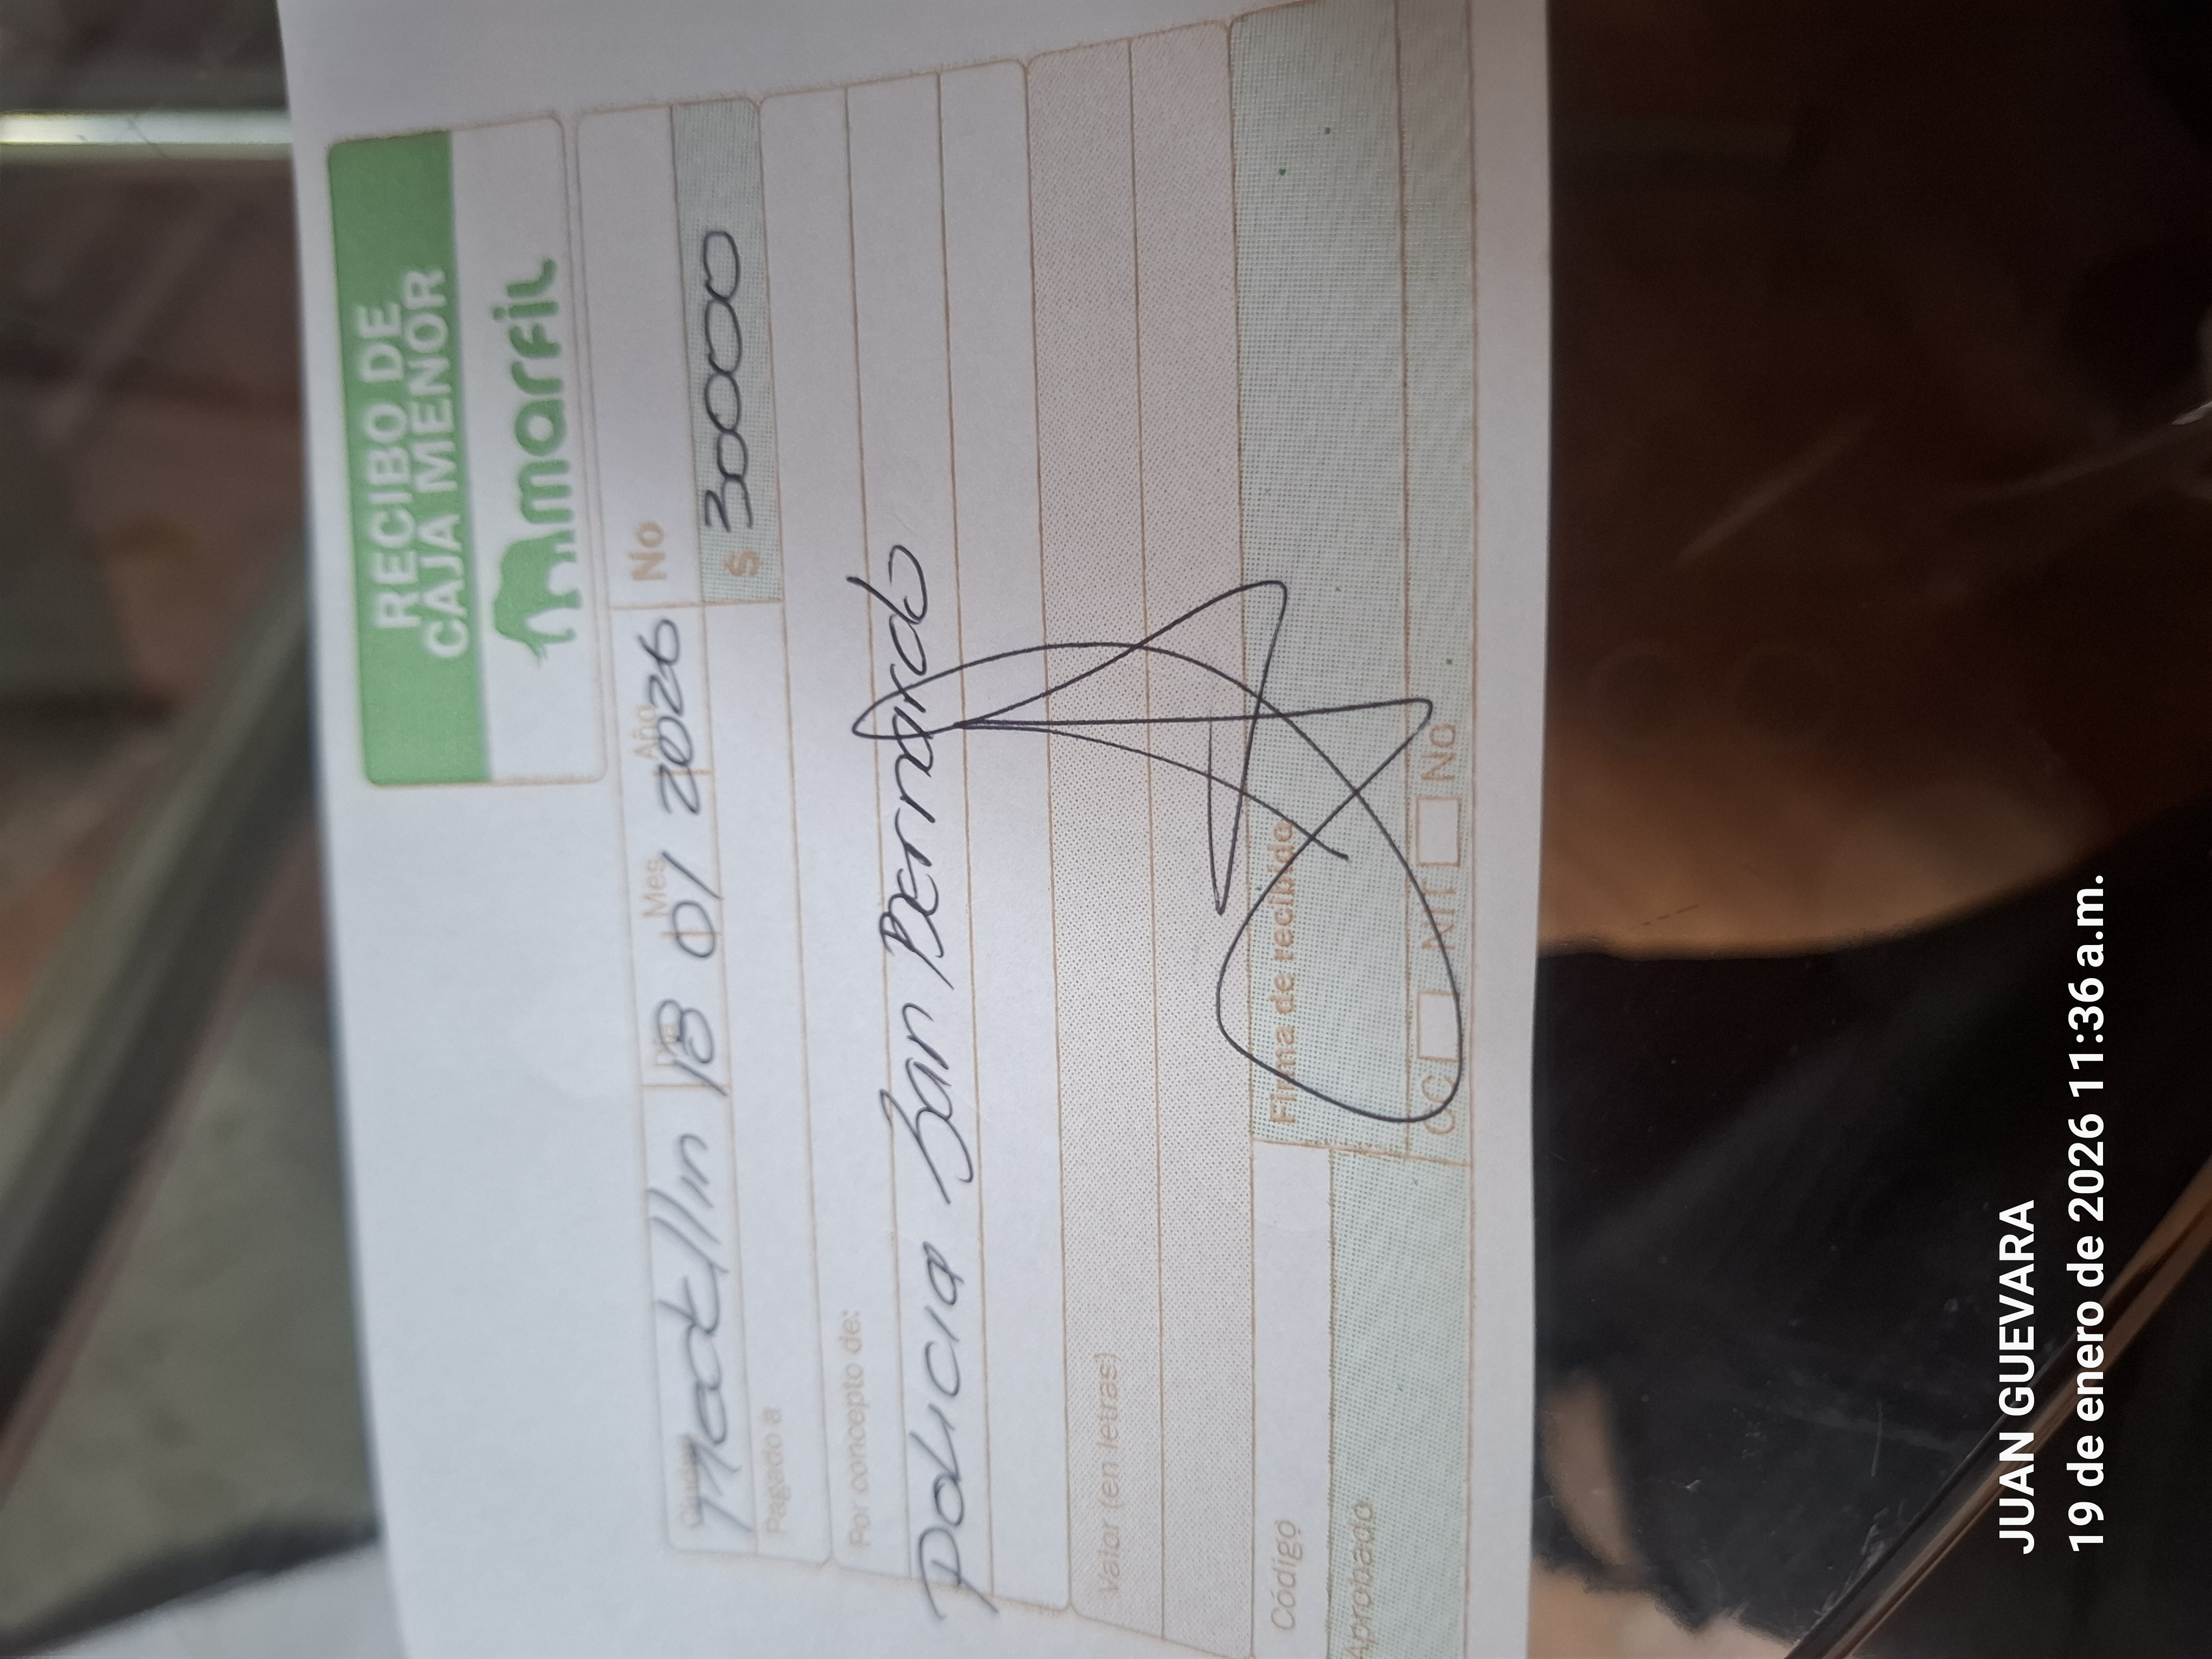 RECIBO DE
CAJA MENOR
marfil
Ciudad Medellin Día 18 Mes 01 Año 2026 No
Pagado a $ 300000
Por concepto de:
Policia San Bernardo
Valor (en letras)
Código Firma de recibido
Aprobado CC NIT No
JUAN GUEVARA
19 de enero de 2026 11:36 a.m.